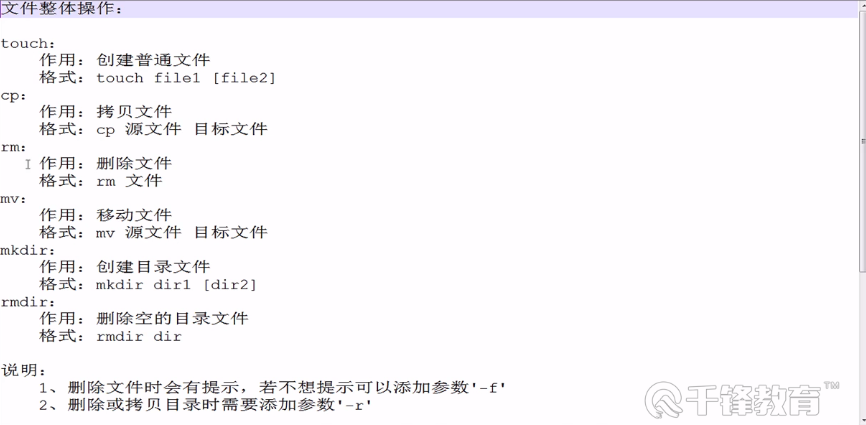 文件整体操作：
touch：
作用：创建普通文件
格式：touch file1 [file2]
cp：
作用：拷贝文件
格式：cp 源文件 目标文件
rm：
作用：删除文件
格式：rm 文件
mv：
作用：移动文件
格式：mv 源文件 目标文件
mkdir：
作用：创建目录文件
格式：mkdir dir1 [dir2]
rmdir：
作用：删除空的目录文件
格式：rmdir dir
说明：
1、删除文件时会有提示，若不想提示可以添加参数'-f'
2、删除或拷贝目录时需要添加参数'-r'
千锋教育™